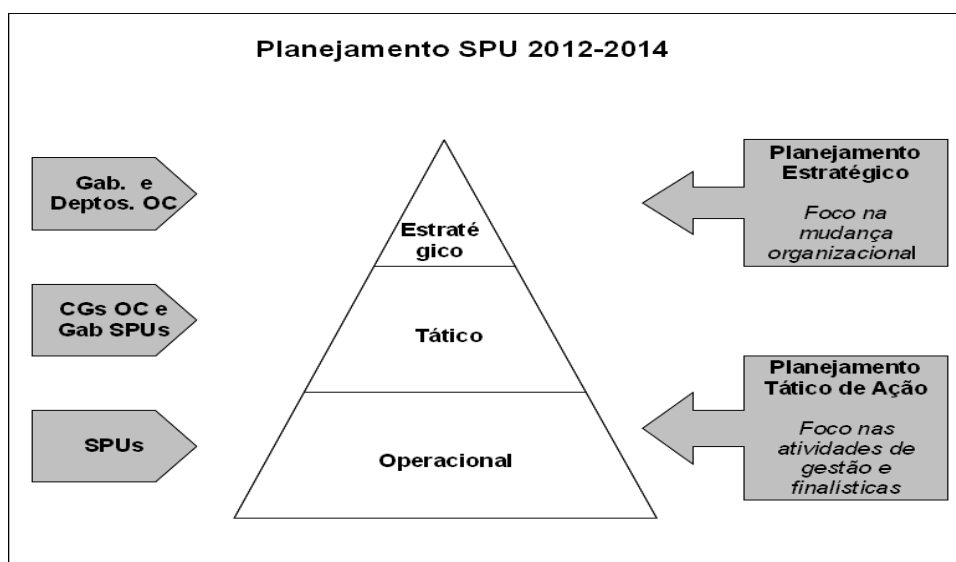 Planejamento SPU 2012-2014
Gab. e
Deptos. OC
CGs OC e
Gab SPUs
SPUs
Estraté
gico
Tático
Operacional
Planejamento
Estratégico
Foco na
mudança
organizacional
Planejamento
Tático de Ação
Foco nas
atividades de
gestão e
finalísticas